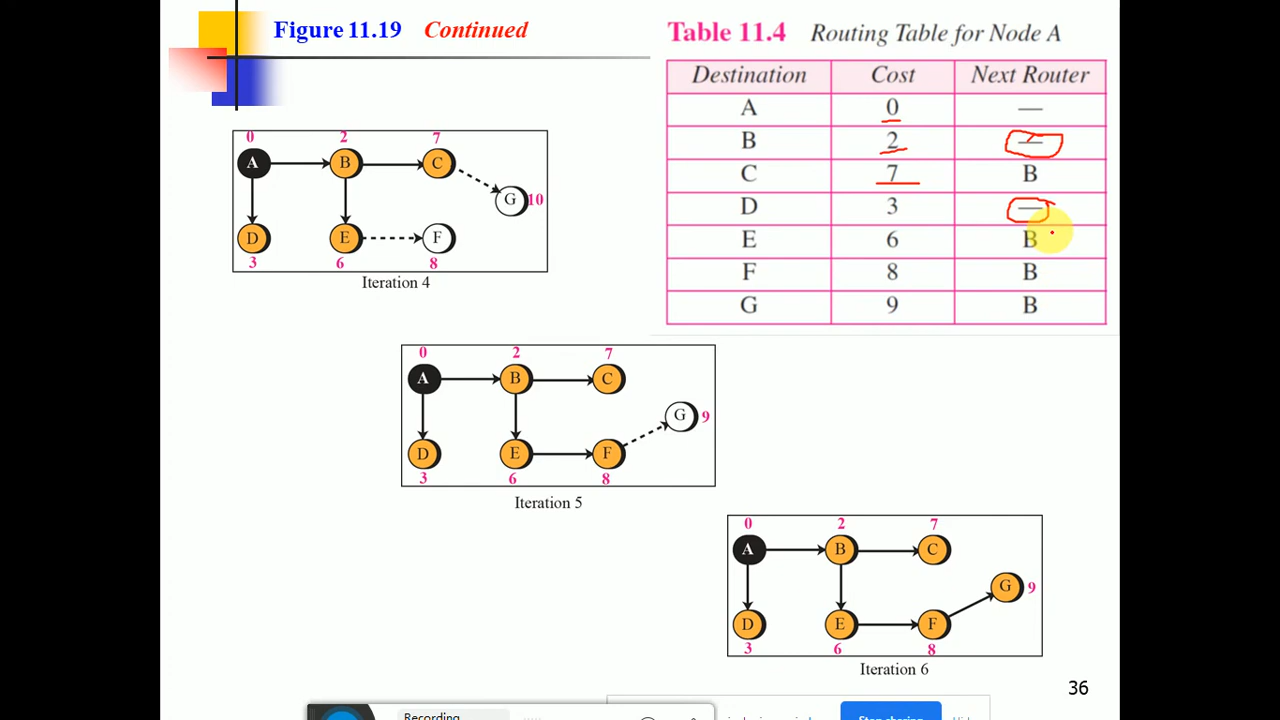 Figure 11.19 Continued
Table 11.4 Routing Table for Node A
Destination Cost Next Router
A 0 —
B 2 —
C 7 B
D 3 —
E 6 B
F 8 B
G 9 B
0 2 7
A B C
G 10
D E F
3 6 8
Iteration 4
0 2 7
A B C
G 9
D E F
3 6 8
Iteration 5
0 2 7
A B C
G 9
D E F
3 6 8
Iteration 6
36
Recording
Stop sharing